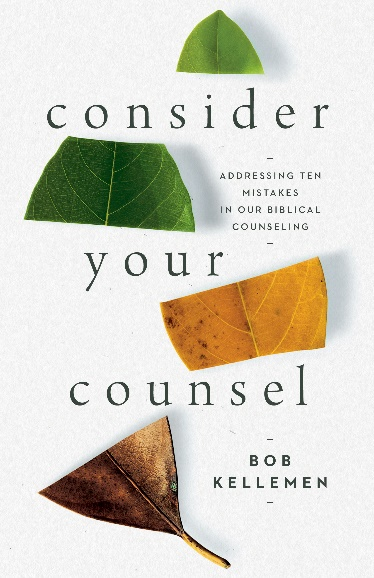 consider
ADDRESSING TEN
MISTAKES
IN OUR BIBLICAL
COUNSELING
your
counsel
BOB
KELLEMEN